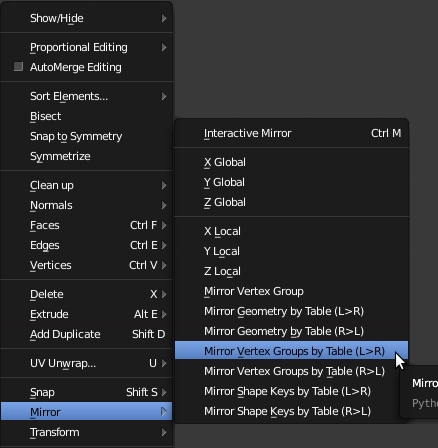 Show/Hide
Proportional Editing
AutoMerge Editing
Sort Elements...
Bisect
Snap to Symmetry
Symmetrize
Clean up
Normals
Faces Ctrl F
Edges Ctrl E
Vertices Ctrl V
Delete X
Extrude Alt E
Add Duplicate Shift D
UV Unwrap... U
Snap Shift S
Mirror
Transform
Interactive Mirror Ctrl M
X Global
Y Global
Z Global
X Local
Y Local
Z Local
Mirror Vertex Group
Mirror Geometry by Table (L>R)
Mirror Geometry by Table (R>L)
Mirror Vertex Groups by Table (L>R)
Mirror Vertex Groups by Table (R>L)
Mirror Shape Keys by Table (L>R)
Mirror Shape Keys by Table (R>L)
Mirro
Pytho